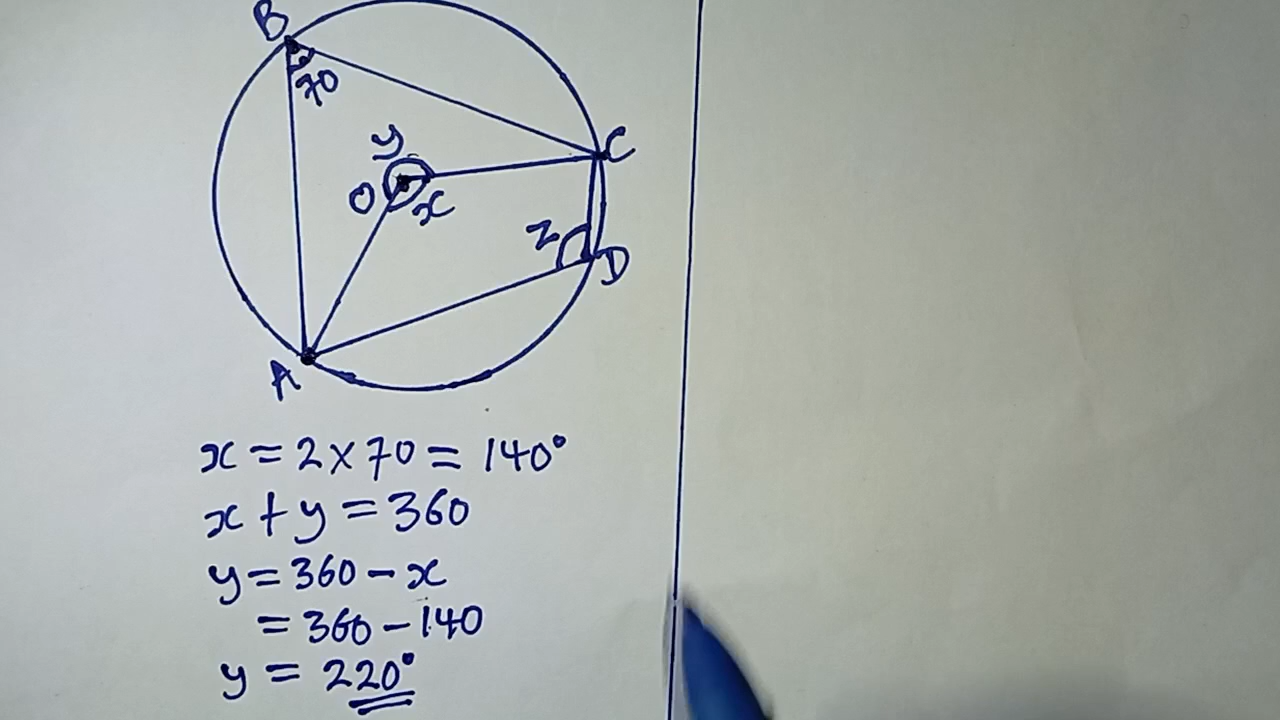 B
70
y
C
O
x
z
D
A
x = 2 x 70 = 140°
x + y = 360
y = 360 - x
= 360 - 140
y = 220°